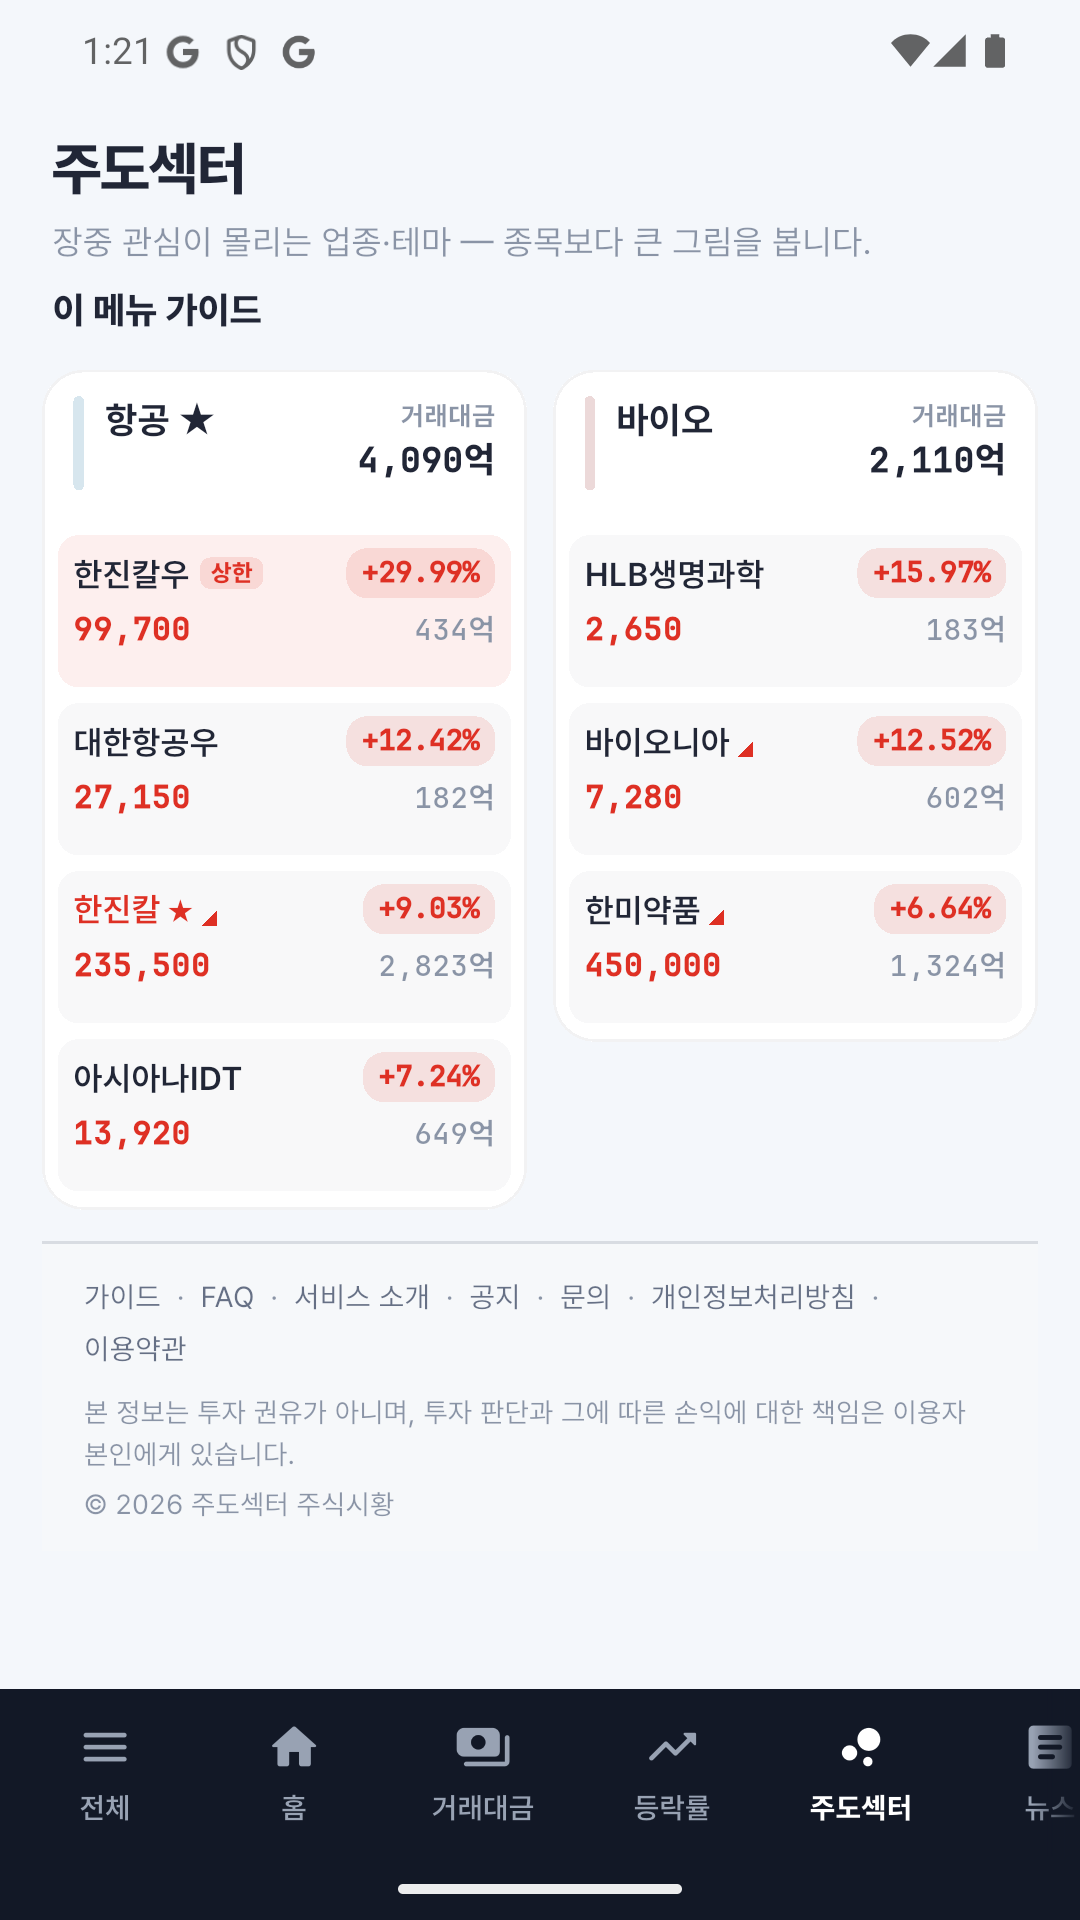 1:21
주도섹터
장중 관심이 몰리는 업종·테마 — 종목보다 큰 그림을 봅니다.
이 메뉴 가이드
항공 ★
거래대금
4,090억
한진칼우 상한 +29.99%
99,700 434억
대한항공우 +12.42%
27,150 182억
한진칼 ★ +9.03%
235,500 2,823억
아시아나IDT +7.24%
13,920 649억
바이오
거래대금
2,110억
HLB생명과학 +15.97%
2,650 183억
바이오니아 +12.52%
7,280 602억
한미약품 +6.64%
450,000 1,324억
가이드 · FAQ · 서비스 소개 · 공지 · 문의 · 개인정보처리방침 ·
이용약관
본 정보는 투자 권유가 아니며, 투자 판단과 그에 따른 손익에 대한 책임은 이용자
본인에게 있습니다.
© 2026 주도섹터 주식시황
전체 홈 거래대금 등락률 주도섹터 뉴스